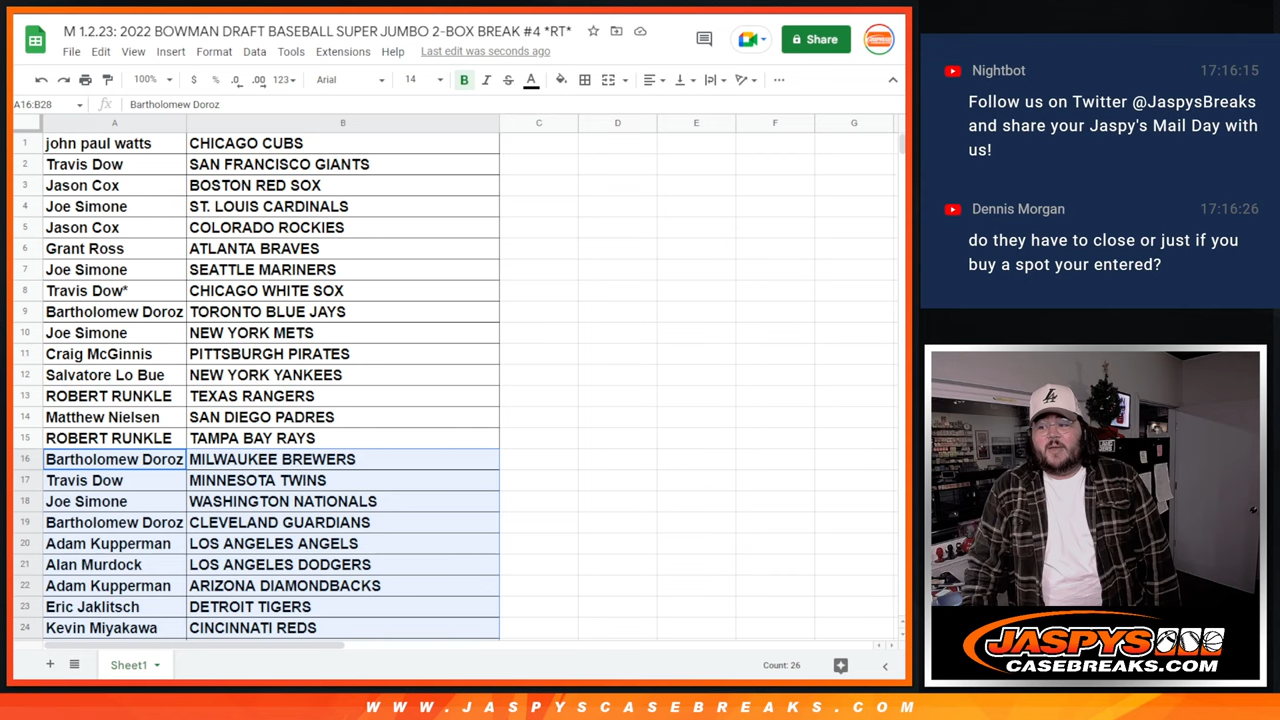 M 1.2.23: 2022 BOWMAN DRAFT BASEBALL SUPER JUMBO 2-BOX BREAK #4 *RT*
File Edit View Insert Format Data Tools Extensions Help Last edit was seconds ago
Share
100% $ % .0 .00 123 Arial 14 B I S A
A16:B28 fx Bartholomew Doroz
A B C D E F G
1 john paul watts CHICAGO CUBS
2 Travis Dow SAN FRANCISCO GIANTS
3 Jason Cox BOSTON RED SOX
4 Joe Simone ST. LOUIS CARDINALS
5 Jason Cox COLORADO ROCKIES
6 Grant Ross ATLANTA BRAVES
7 Joe Simone SEATTLE MARINERS
8 Travis Dow* CHICAGO WHITE SOX
9 Bartholomew Doroz TORONTO BLUE JAYS
10 Joe Simone NEW YORK METS
11 Craig McGinnis PITTSBURGH PIRATES
12 Salvatore Lo Bue NEW YORK YANKEES
13 ROBERT RUNKLE TEXAS RANGERS
14 Matthew Nielsen SAN DIEGO PADRES
15 ROBERT RUNKLE TAMPA BAY RAYS
16 Bartholomew Doroz MILWAUKEE BREWERS
17 Travis Dow MINNESOTA TWINS
18 Joe Simone WASHINGTON NATIONALS
19 Bartholomew Doroz CLEVELAND GUARDIANS
20 Adam Kupperman LOS ANGELES ANGELS
21 Alan Murdock LOS ANGELES DODGERS
22 Adam Kupperman ARIZONA DIAMONDBACKS
23 Eric Jaklitsch DETROIT TIGERS
24 Kevin Miyakawa CINCINNATI REDS
Sheet1
Count: 26
Nightbot 17:16:15
Follow us on Twitter @JaspysBreaks
and share your Jaspy's Mail Day with
us!
Dennis Morgan 17:16:26
do they have to close or just if you
buy a spot your entered?
JASPYS
CASEBREAKS.COM
WWW.JASPYSCASEBREAKS.COM